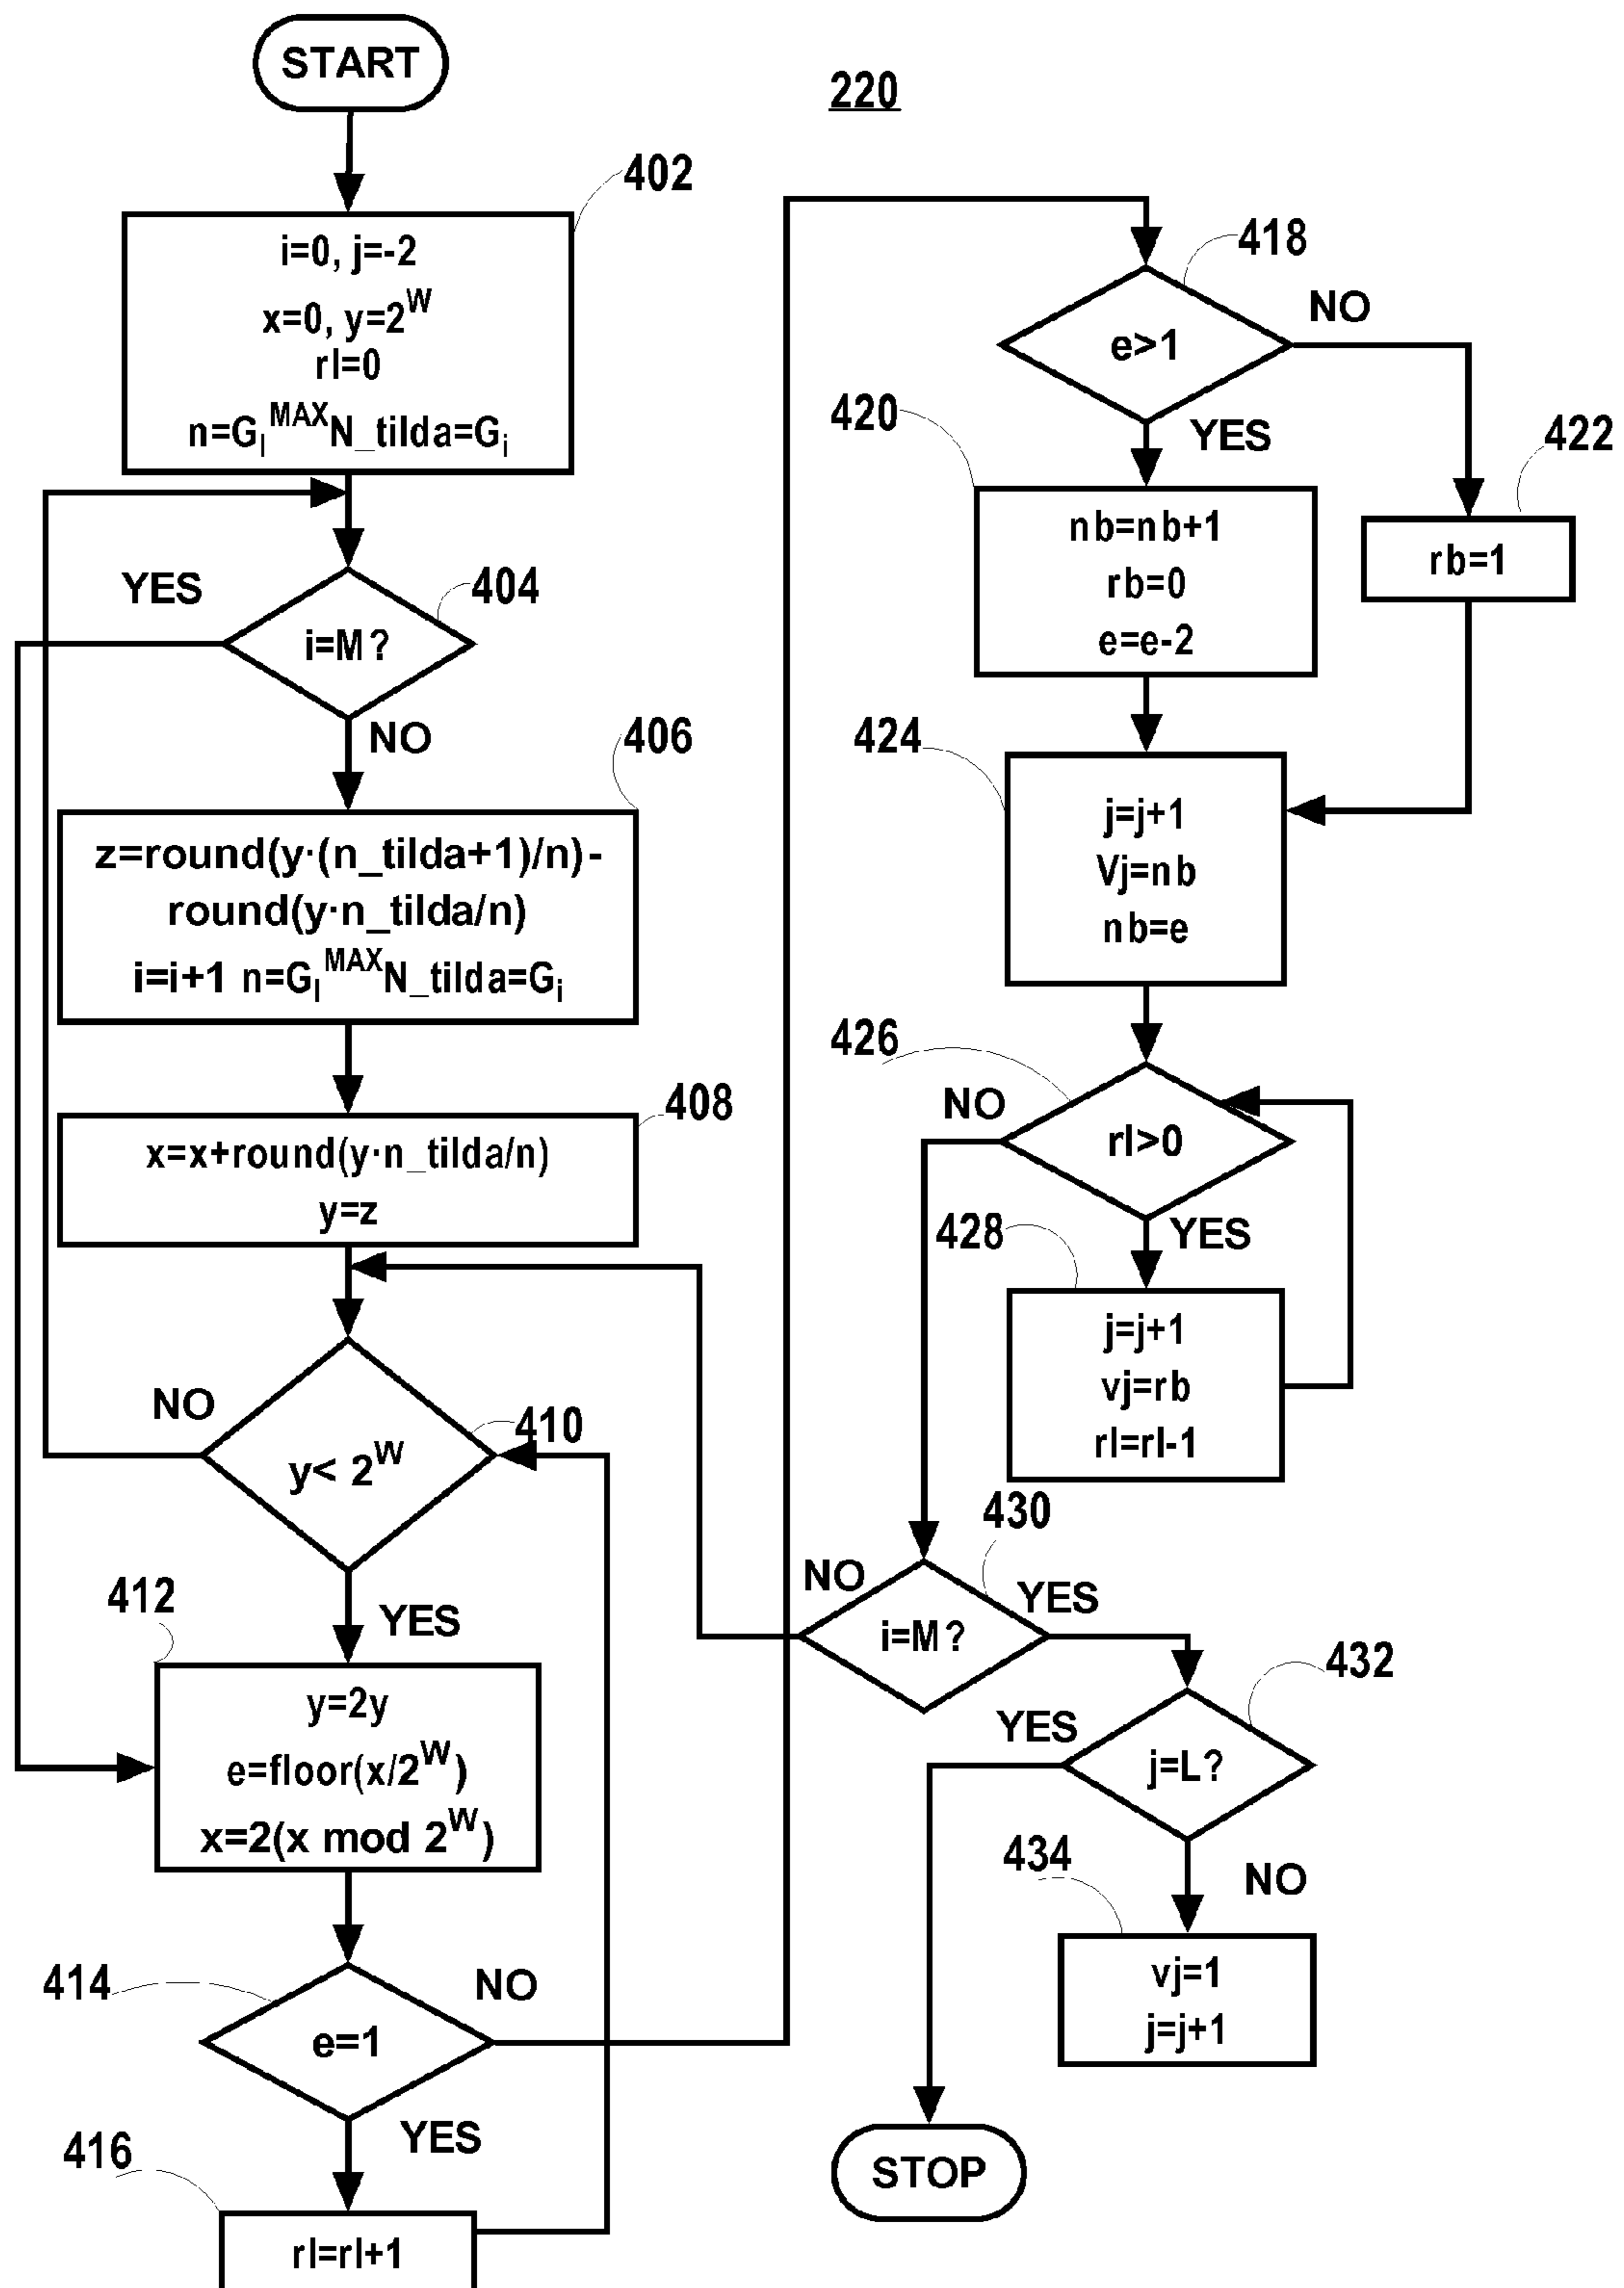 START
220
402
i=0, j=-2
x=0, y=2^W
rl=0
n=G_l^MAX N_tilda=G_i
404
YES
i=M?
NO
406
z=round(y·(n_tilda+1)/n)-
round(y·n_tilda/n)
i=i+1 n=G_l^MAX N_tilda=G_i
408
x=x+round(y·n_tilda/n)
y=z
410
NO
y< 2^W
YES
412
y=2y
e=floor(x/2^W)
x=2(x mod 2^W)
414
NO
e=1
YES
416
rl=rl+1
418
NO
e>1
YES
420
nb=nb+1
rb=0
e=e-2
422
rb=1
424
j=j+1
Vj=nb
nb=e
426
NO
rl>0
YES
428
j=j+1
vj=rb
rl=rl-1
430
NO
YES
i=M?
432
YES
j=L?
NO
434
vj=1
j=j+1
STOP